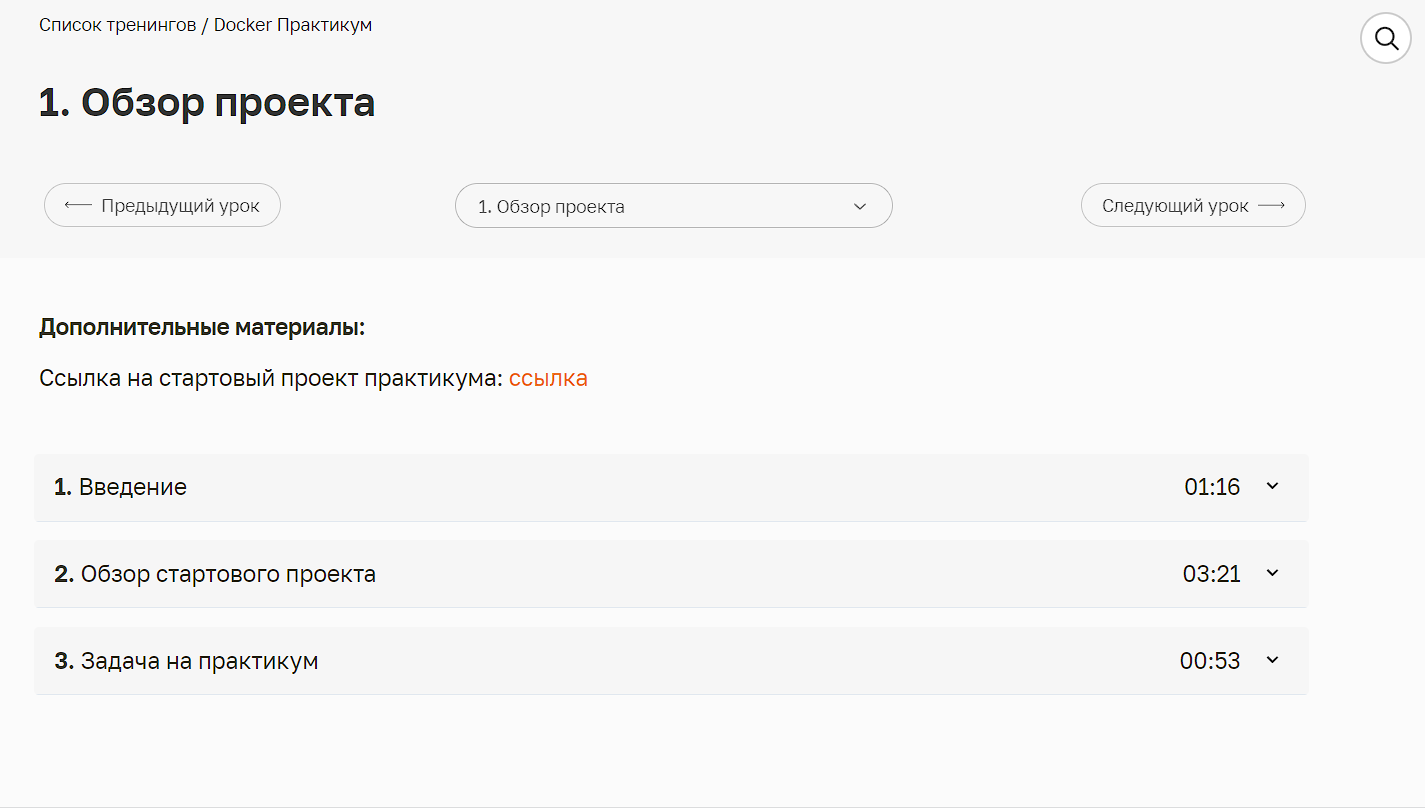 Список тренингов / Docker Практикум
1. Обзор проекта
Предыдущий урок
1. Обзор проекта
Следующий урок
Дополнительные материалы:
Ссылка на стартовый проект практикума: ссылка
1. Введение 01:16
2. Обзор стартового проекта 03:21
3. Задача на практикум 00:53